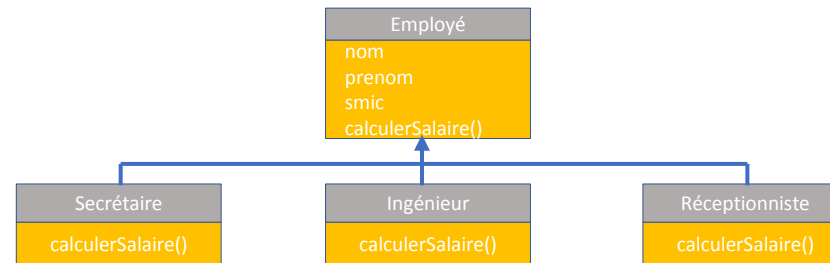 Employé
nom
prenom
smic
calculerSalaire()
Secrétaire
calculerSalaire()
Ingénieur
calculerSalaire()
Réceptionniste
calculerSalaire()